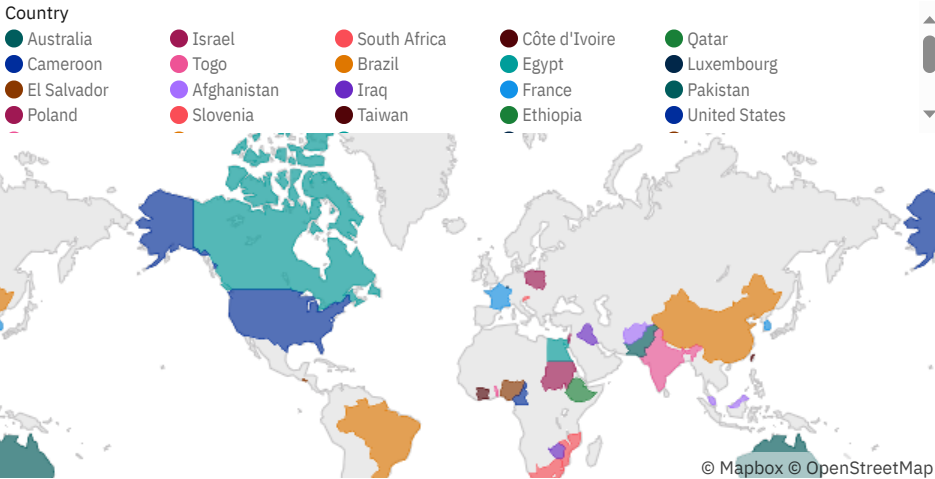 Country
Australia Israel South Africa Côte d'Ivoire Qatar
Cameroon Togo Brazil Egypt Luxembourg
El Salvador Afghanistan Iraq France Pakistan
Poland Slovenia Taiwan Ethiopia United States
© Mapbox © OpenStreetMap